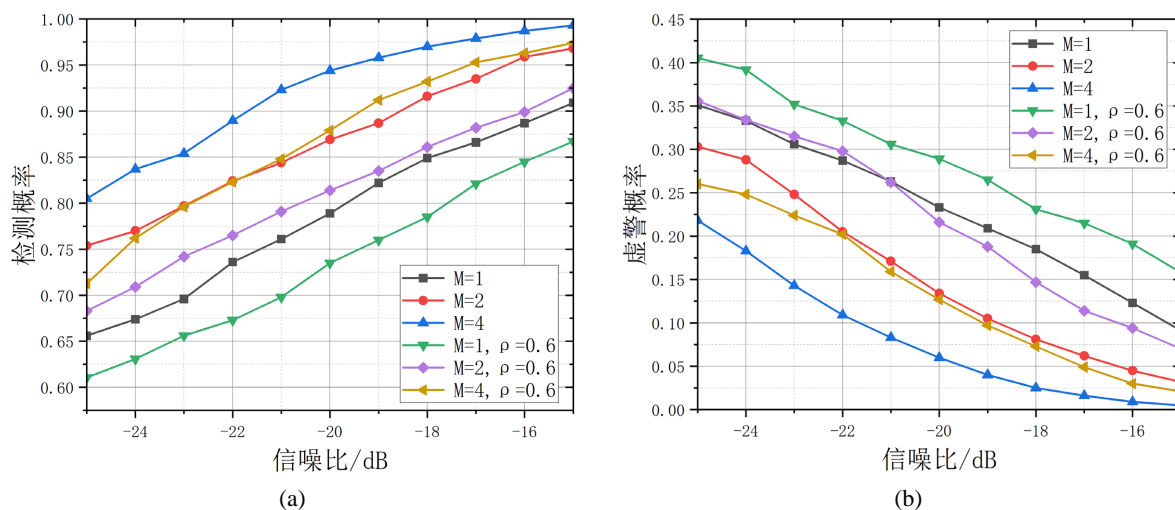 1.00
0.95
0.90
0.85
0.80
0.75
0.70
0.65
0.60
检测概率
M=1
M=2
M=4
M=1, ρ=0.6
M=2, ρ=0.6
M=4, ρ=0.6
-24 -22 -20 -18 -16
信噪比/dB
(a)
0.45
0.40
0.35
0.30
0.25
0.20
0.15
0.10
0.05
0.00
虚警概率
M=1
M=2
M=4
M=1, ρ=0.6
M=2, ρ=0.6
M=4, ρ=0.6
-24 -22 -20 -18 -16
信噪比/dB
(b)